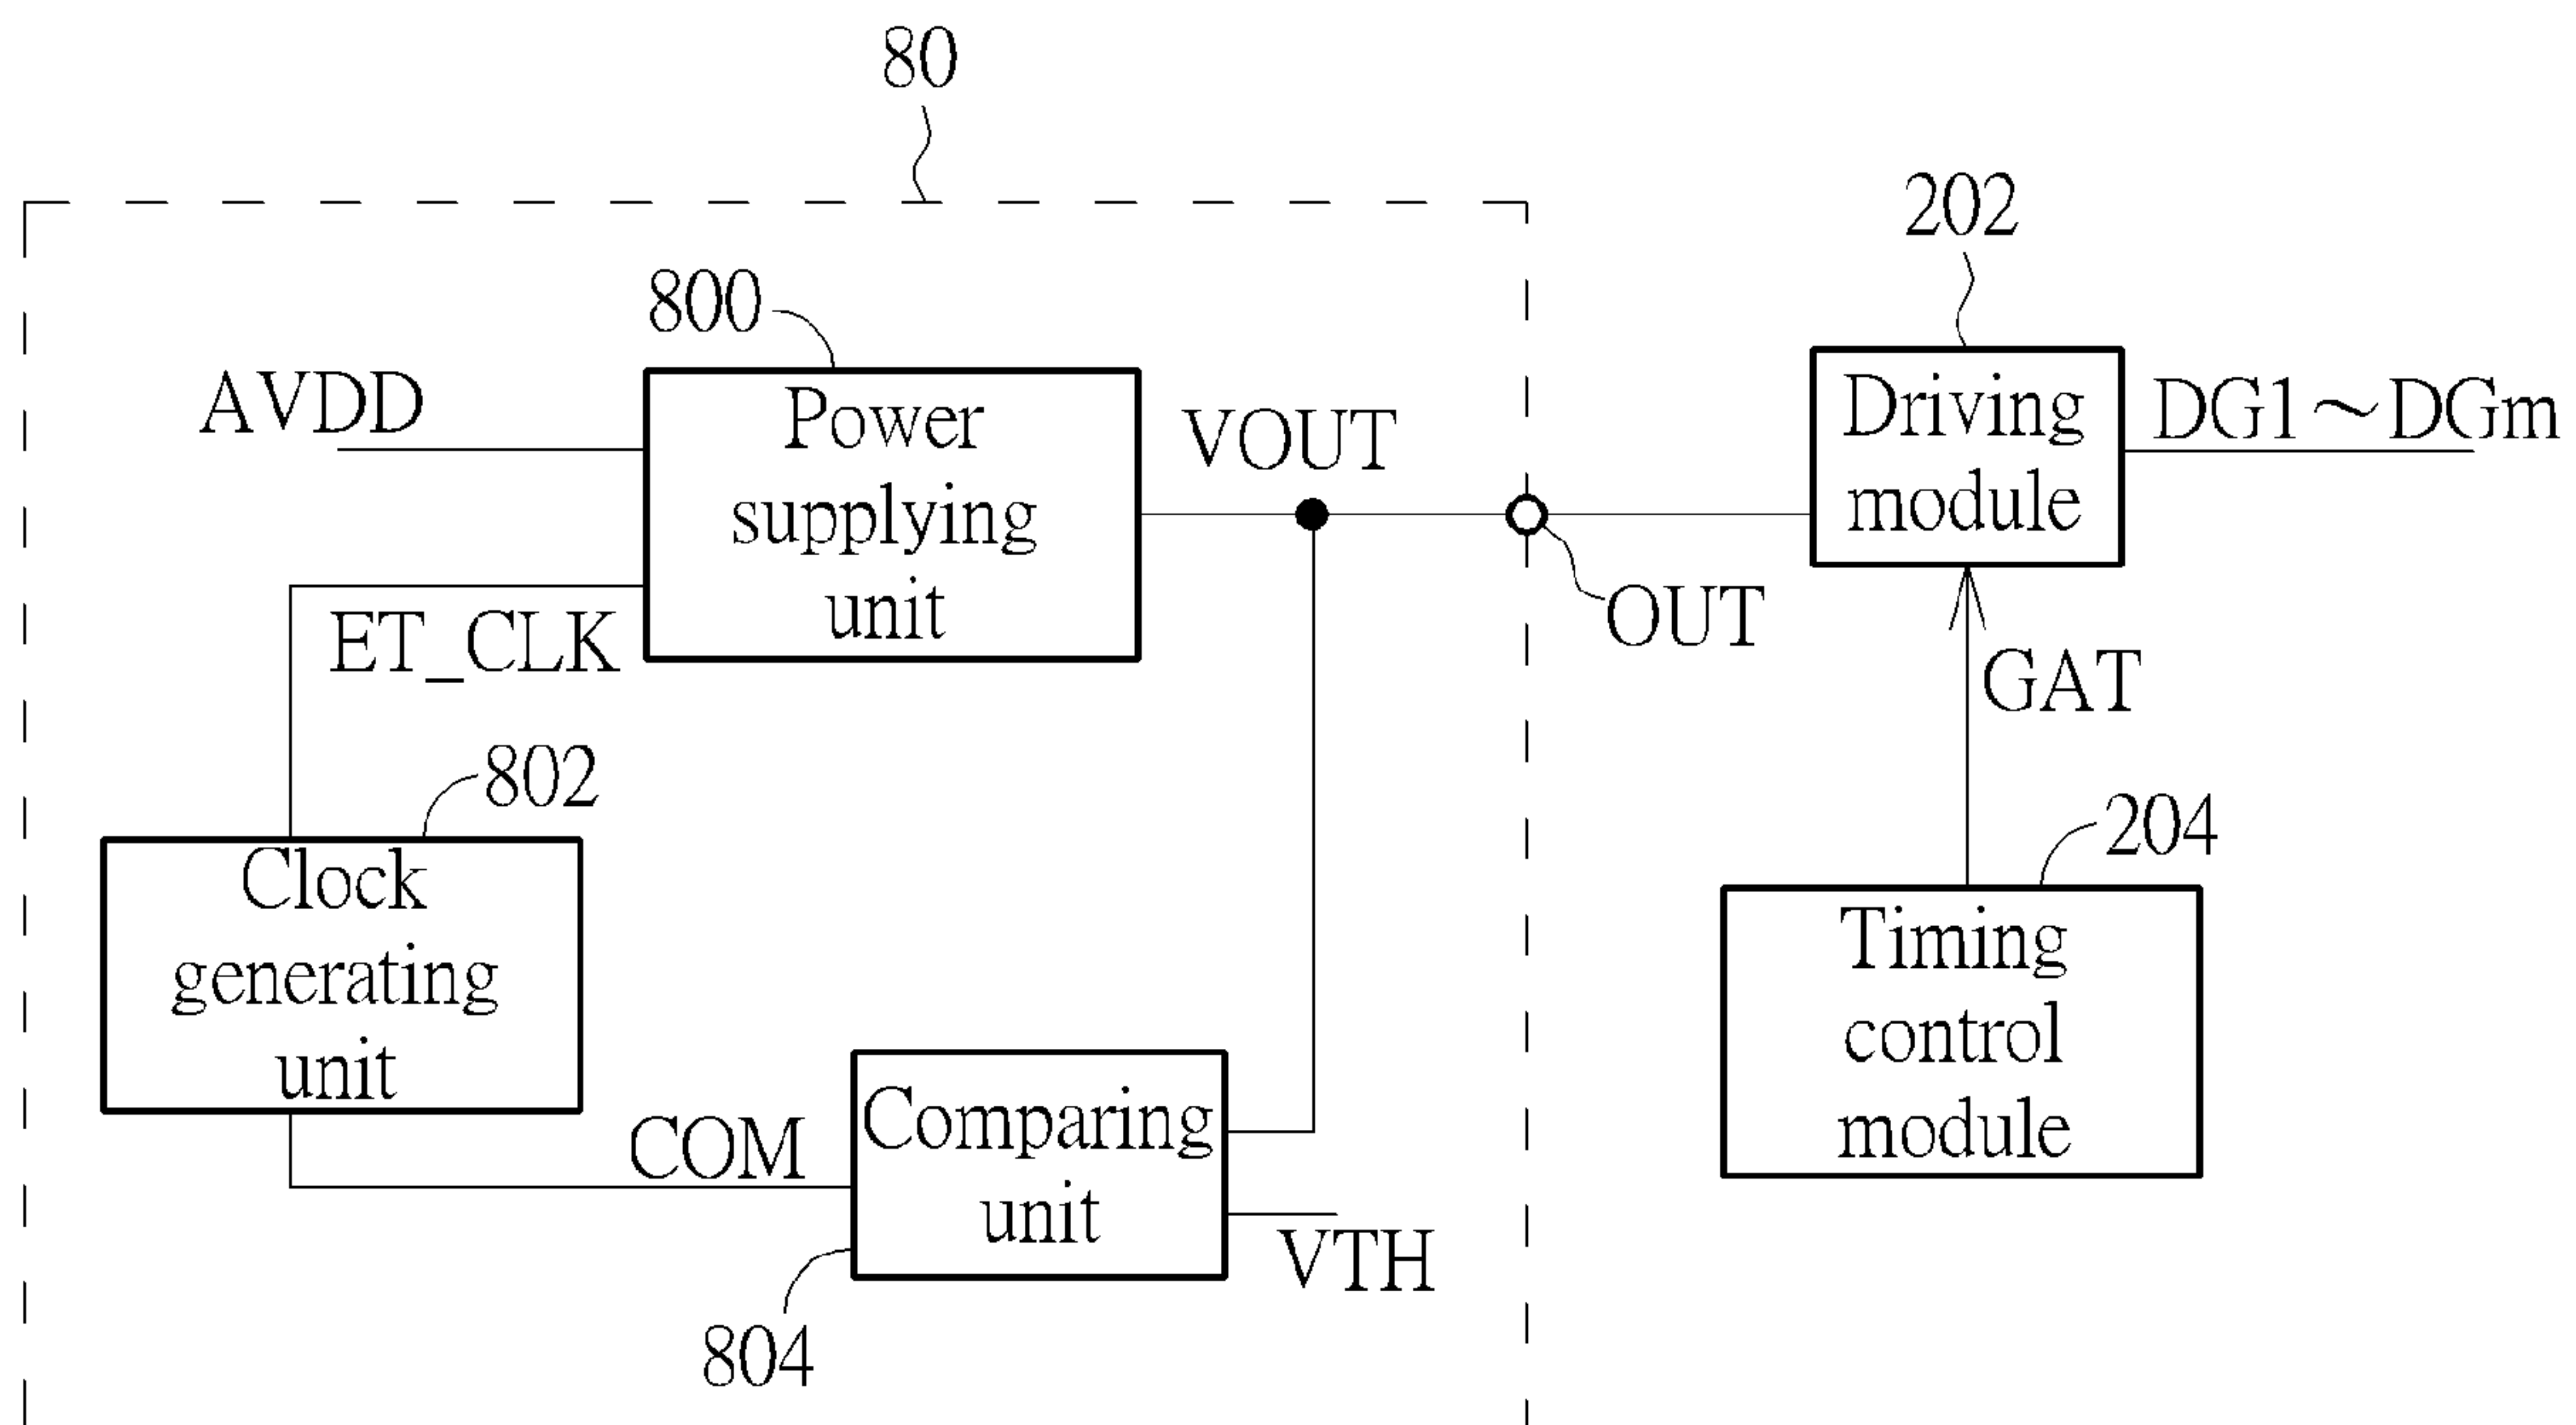 80
202
800
AVDD
Power
supplying
unit
VOUT
Driving
module
DG1~DGm
ET_CLK
OUT
GAT
802
Clock
generating
unit
204
Timing
control
module
COM
Comparing
unit
VTH
804